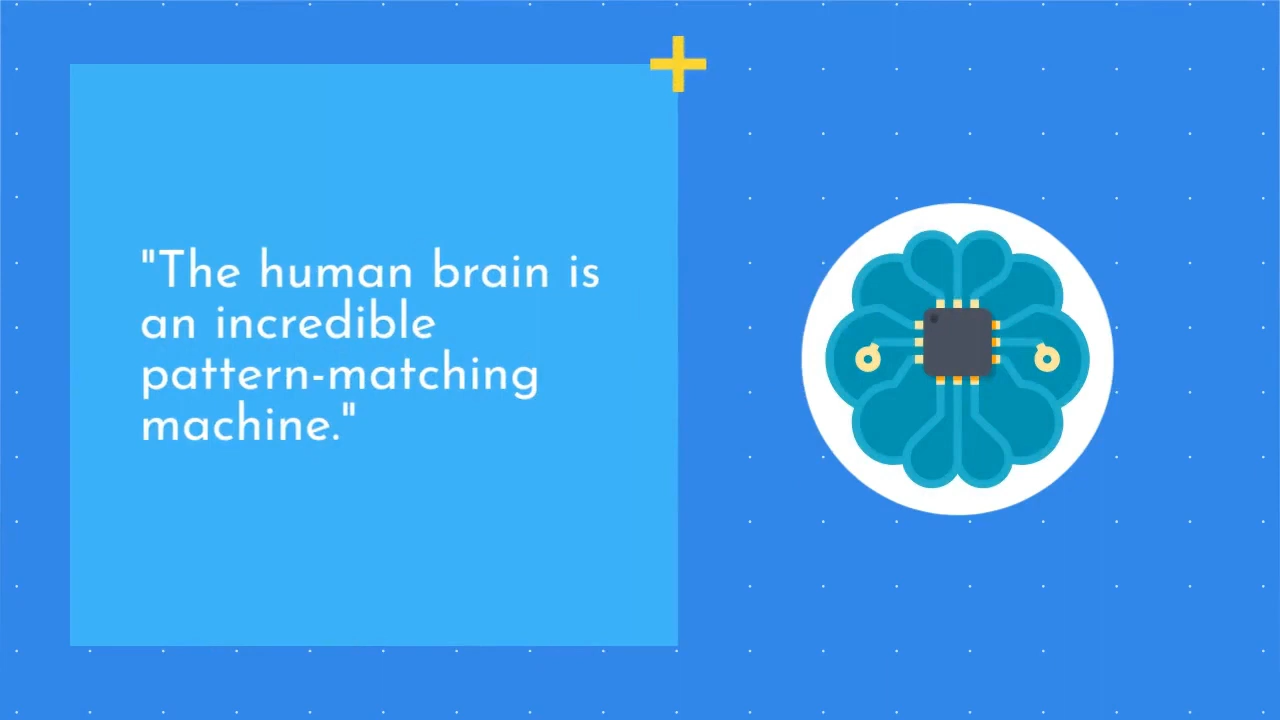 "The human brain is
an incredible
pattern-matching
machine."